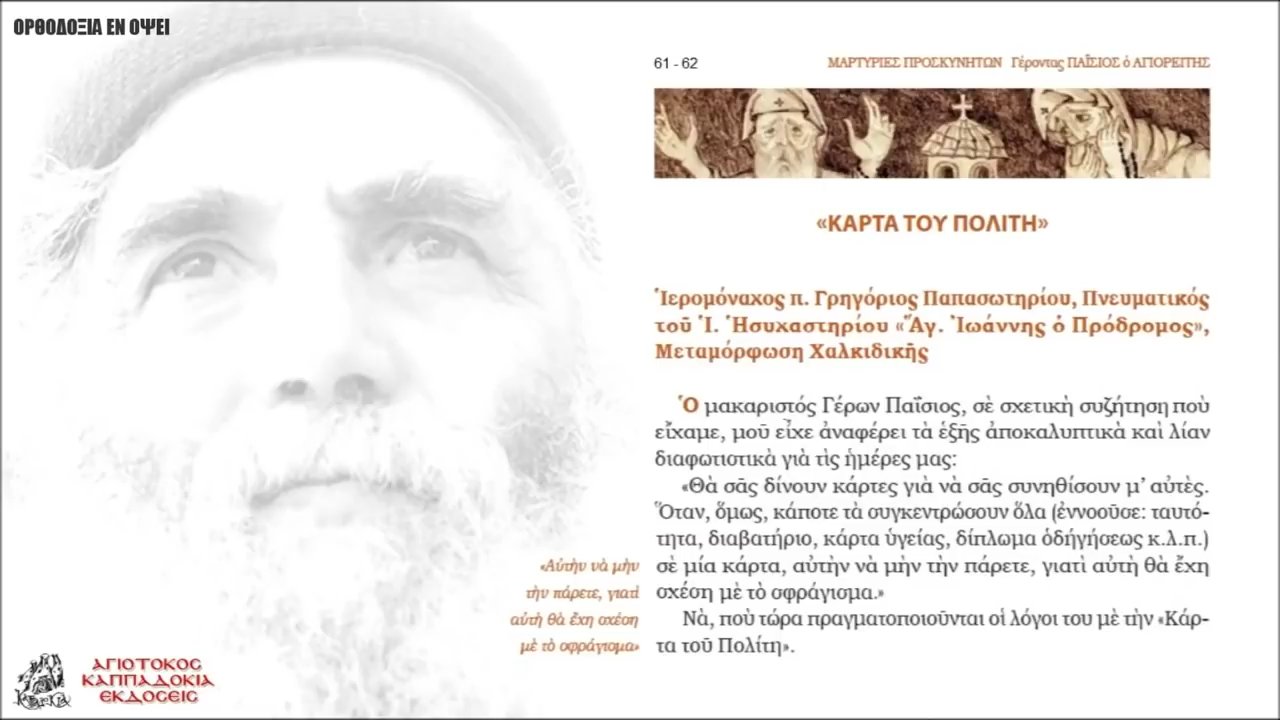 ΟΡΘΟΔΟΞΙΑ ΕΝ ΟΨΕΙ
61 - 62
ΜΑΡΤΥΡΙΕΣ ΠΡΟΣΚΥΝΗΤΩΝ Γέροντας ΠΑΪΣΙΟΣ ὁ ΑΓΙΟΡΕΙΤΗΣ
«ΚΑΡΤΑ ΤΟΥ ΠΟΛΙΤΗ»
Ἱερομόναχος π. Γρηγόριος Παπασωτηρίου, Πνευματικός
τοῦ Ἱ. Ἡσυχαστηρίου «Ἅγ. Ἰωάννης ὁ Πρόδρομος»,
Μεταμόρφωση Χαλκιδικῆς
Ὁ μακαριστός Γέρων Παΐσιος, σὲ σχετικὴ συζήτηση ποὺ
εἴχαμε, μοῦ εἶχε ἀναφέρει τὰ ἑξῆς ἀποκαλυπτικὰ καὶ λίαν
διαφωτιστικὰ γιὰ τὶς ἡμέρες μας:
«Θὰ σᾶς δίνουν κάρτες γιὰ νὰ σᾶς συνηθίσουν μ’ αὐτές.
Ὅταν, ὅμως, κάποτε τὰ συγκεντρώσουν ὅλα (ἐννοοῦσε: ταυτό-
τητα, διαβατήριο, κάρτα ὑγείας, δίπλωμα ὁδήγήσεως κ.λ.π.)
σὲ μία κάρτα, αὐτὴν νὰ μὴν τὴν πάρετε, γιατὶ αὐτὴ θὰ ἔχη
σχέση μὲ τὸ σφράγισμα.»
Νὰ, ποὺ τώρα πραγματοποιοῦνται οἱ λόγοι του μὲ τὴν «Κάρ-
τα τοῦ Πολίτη».
«Αὐτὴν νὰ μὴν
τὴν πάρετε, γιατὶ
αὐτὴ θὰ ἔχη σχέση
μὲ τὸ σφράγισμα»
ΑΓΙΟΤΟΚΟΣ
ΚΑΠΠΑΔΟΚΙΑ
ΕΚΔΟΣΕΙΣ